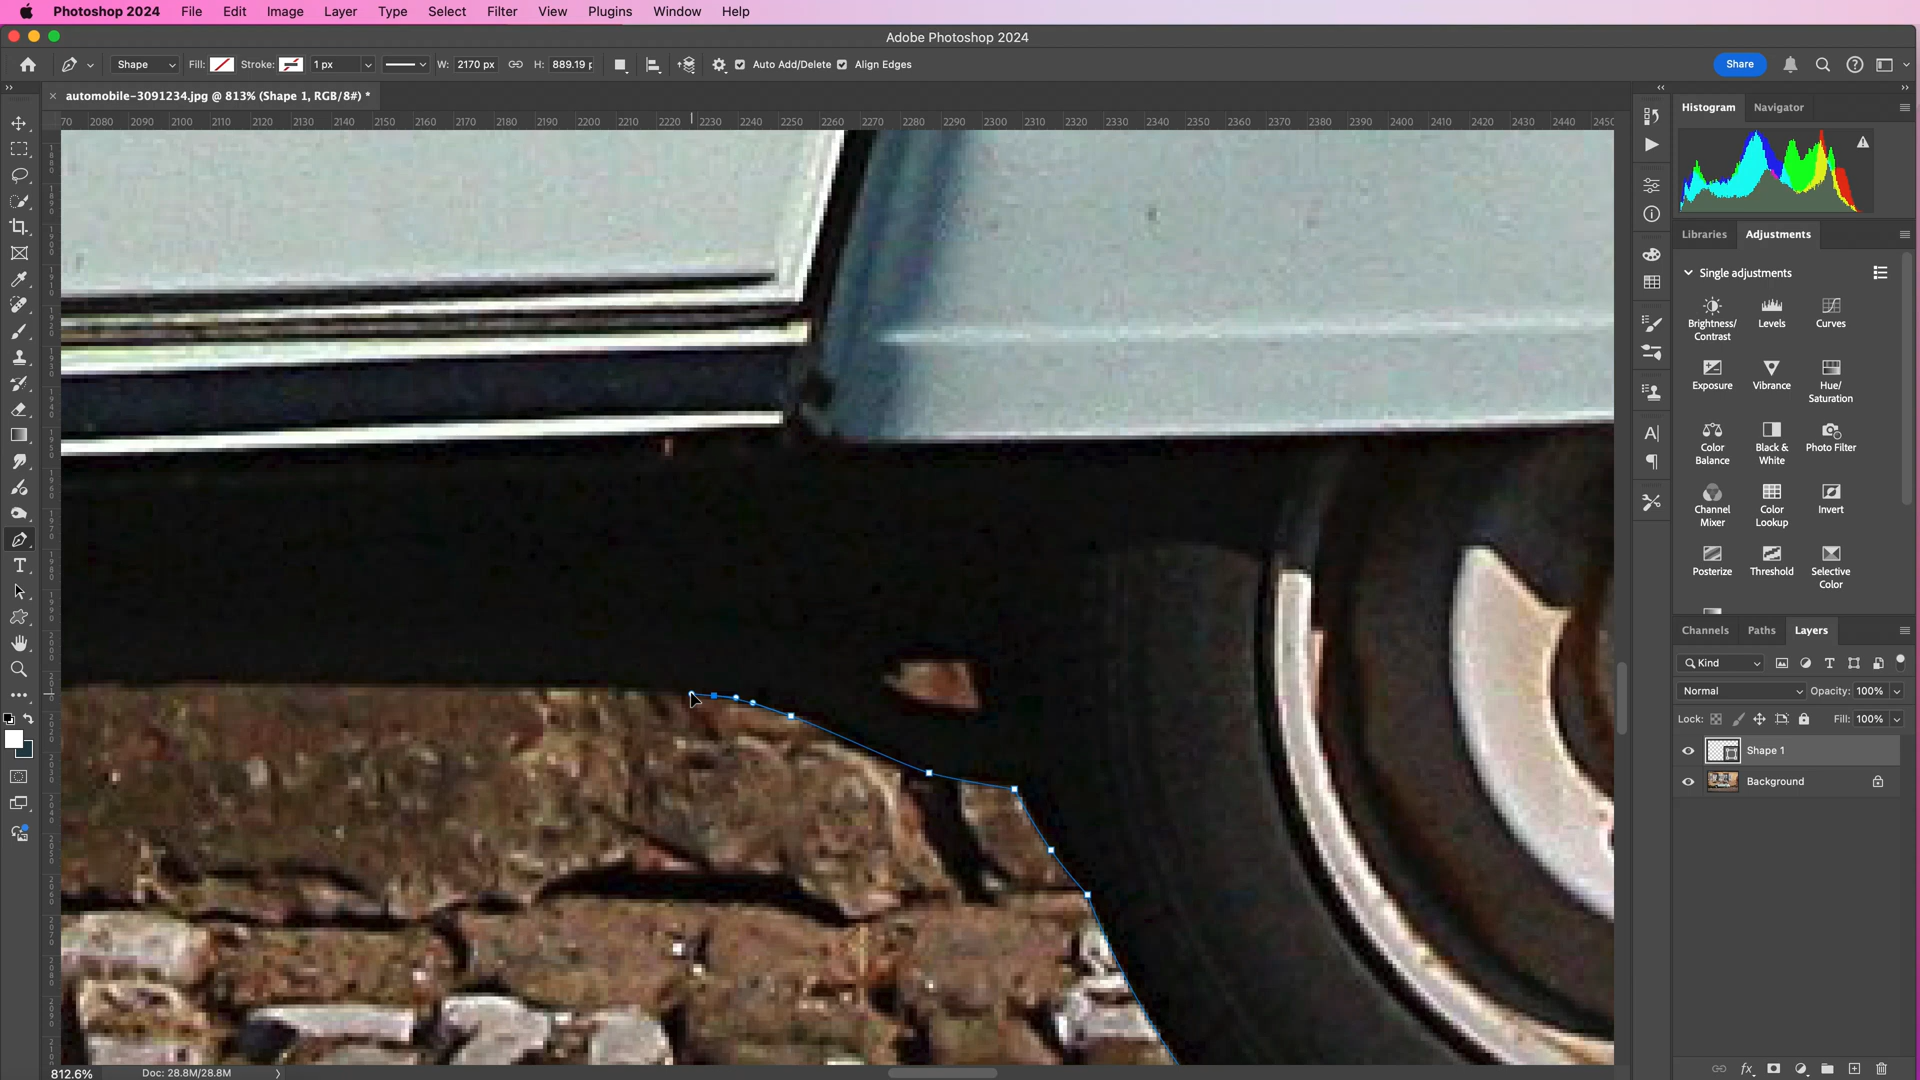 Photoshop 2024 File Edit Image Layer Type Select Filter View Plugins Window Help
Adobe Photoshop 2024
Shape Fill: Stroke: 1 px W: 2170 px H: 889.19 p Auto Add/Delete Align Edges Share
automobile-3091234.jpg @ 813% (Shape 1, RGB/8#) *
70 2080 2090 2100 2110 2120 2130 2140 2150 2160 2170 2180 2190 2200 2210 2220 2230 2240 2250 2260 2270 2280 2290 2300 2310 2320 2330 2340 2350 2360 2370 2380 2390 2400 2410 2420 2430 2440 2450
Histogram Navigator
Libraries Adjustments
Single adjustments
Brightness/
Contrast
Levels
Curves
Exposure
Vibrance
Hue/
Saturation
Color
Balance
Black &
White
Photo Filter
Channel
Mixer
Color
Lookup
Invert
Posterize
Threshold
Selective
Color
Channels Paths Layers
Kind
Normal Opacity: 100%
Lock: Fill: 100%
Shape 1
Background
812.6% Doc: 28.8M/28.8M